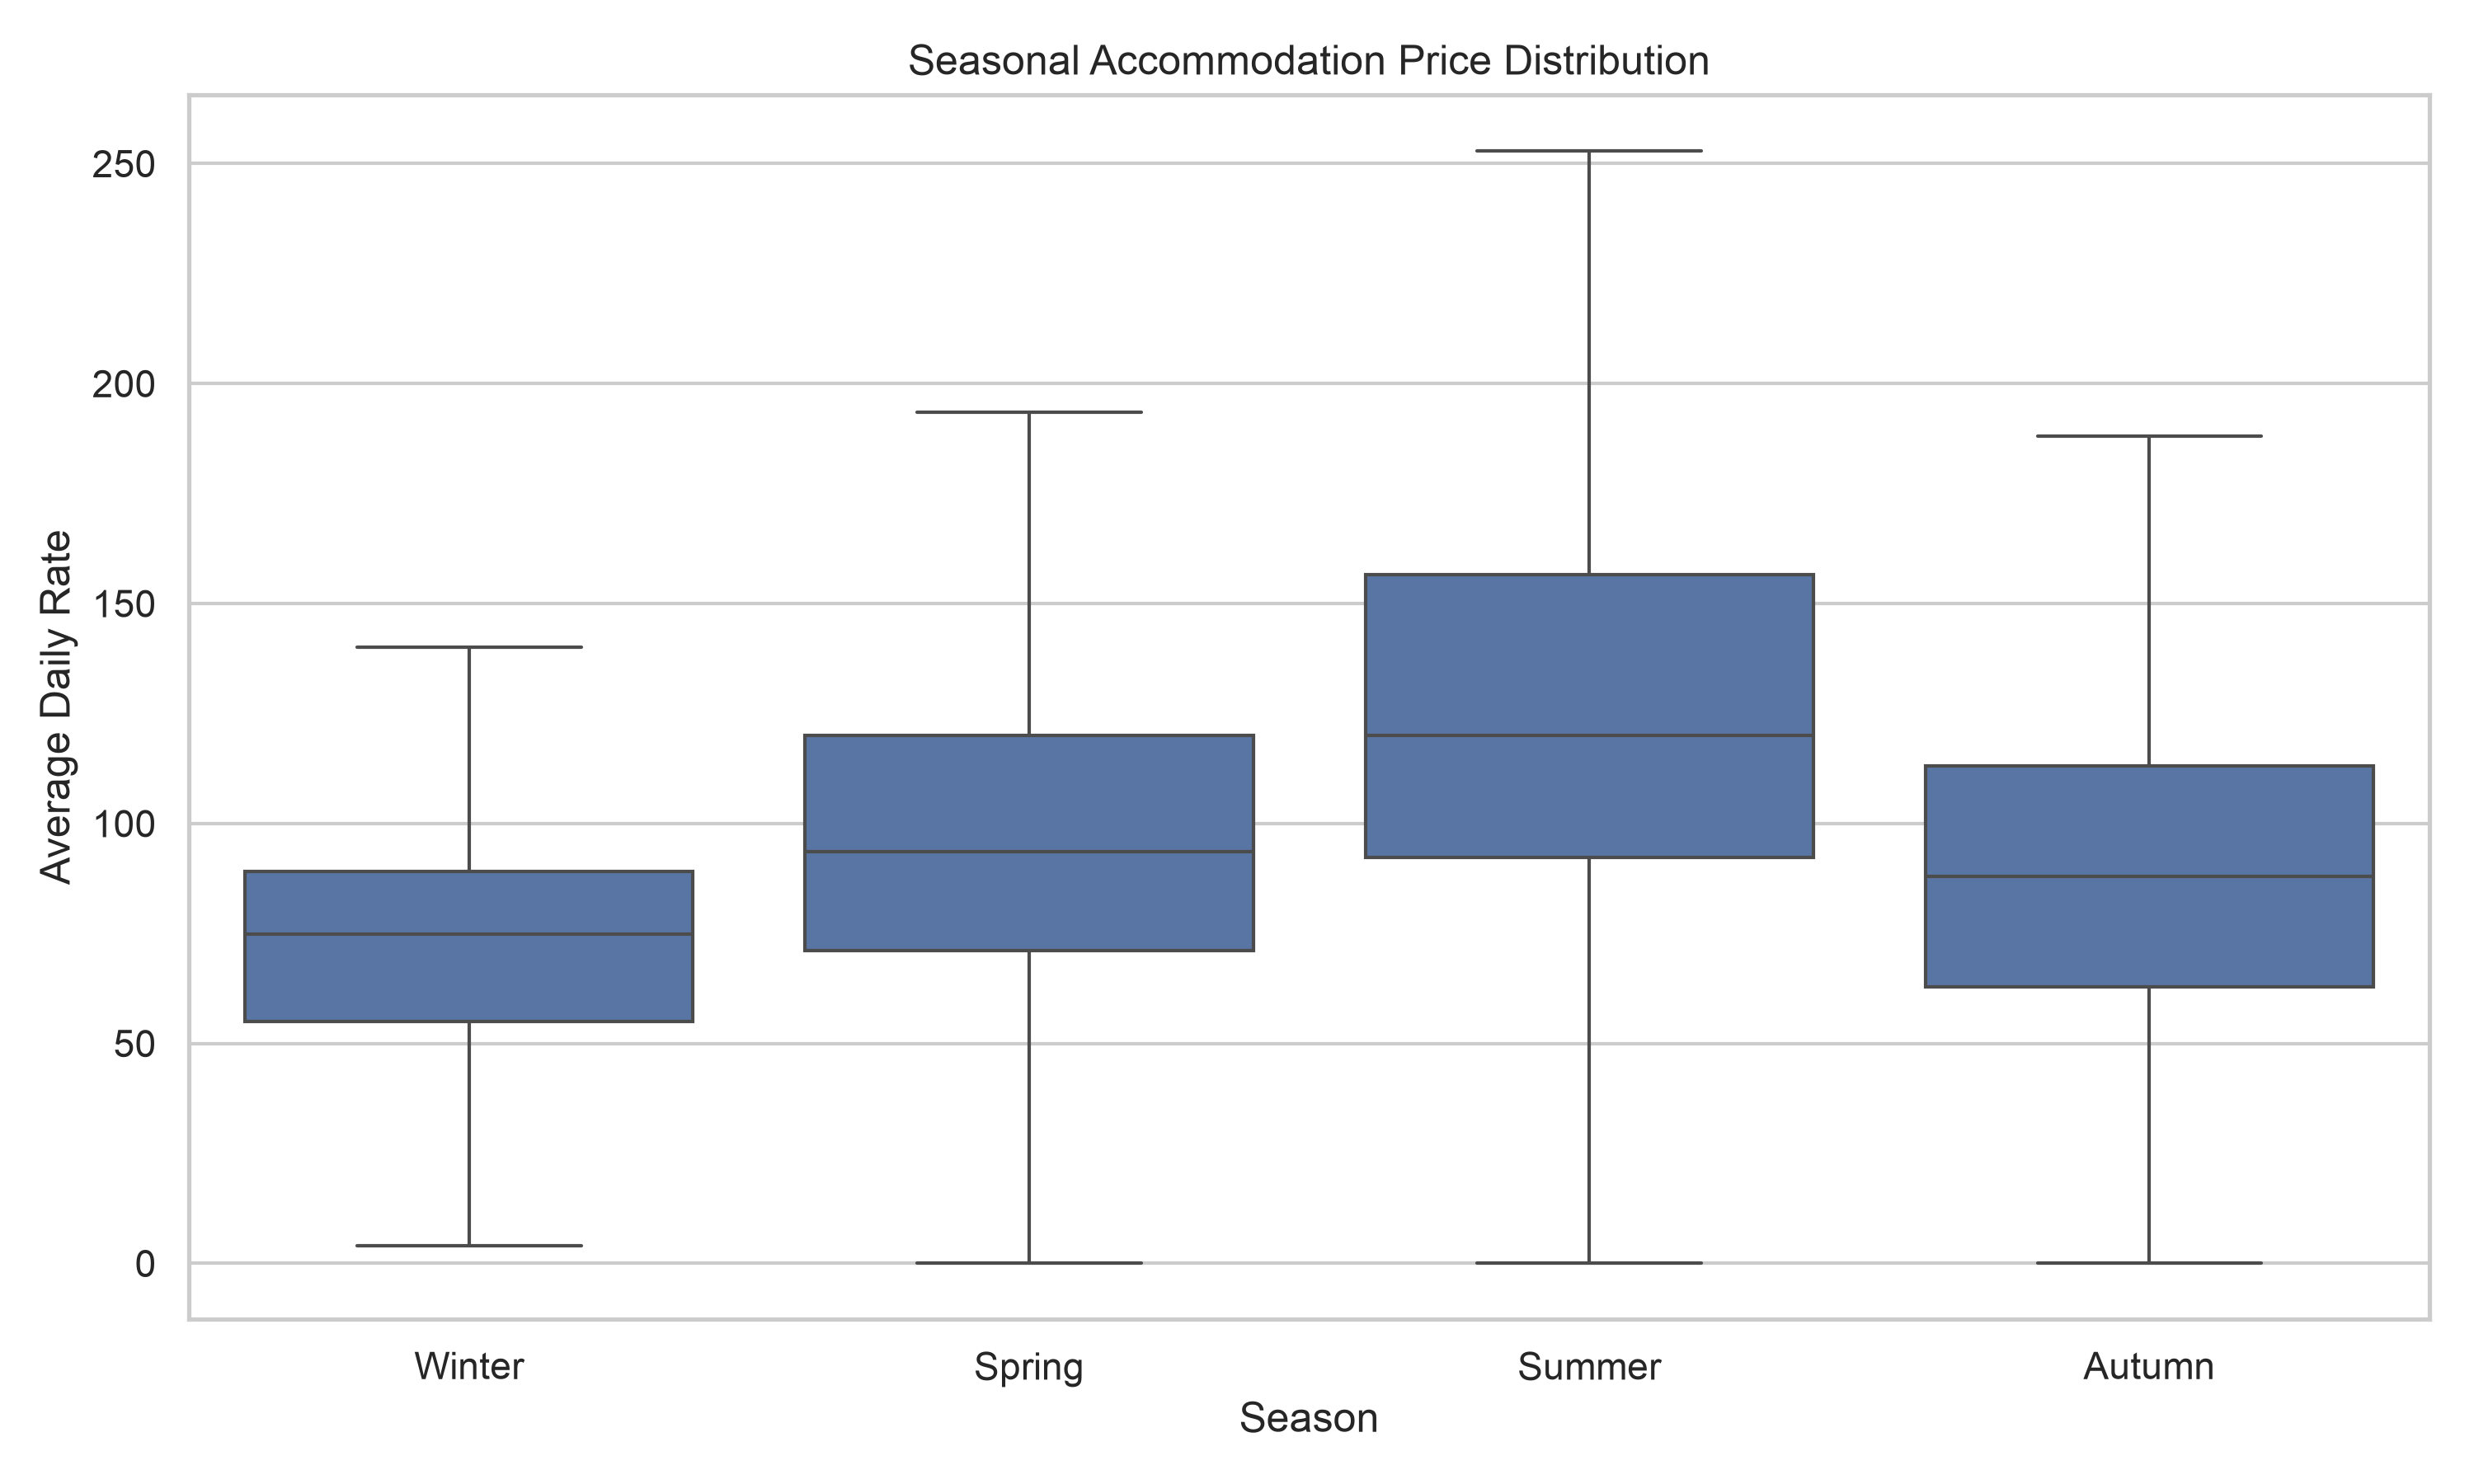 Seasonal Accommodation Price Distribution
Average Daily Rate
250
200
150
100
50
0
Winter
Spring
Summer
Autumn
Season